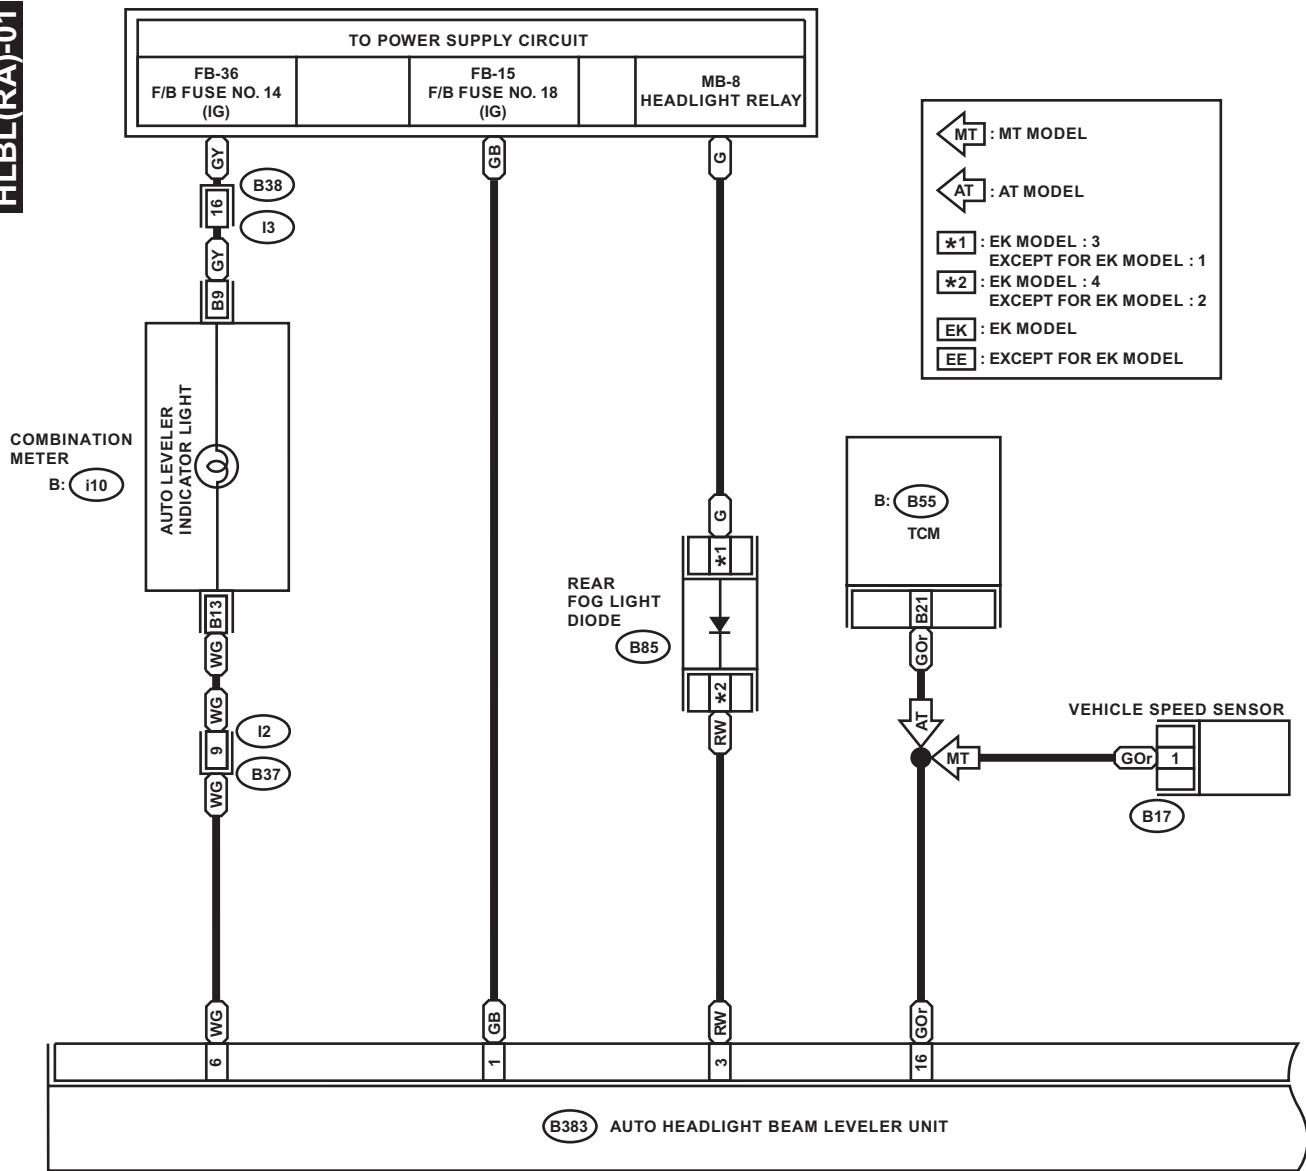 HLBL(RA)-01
TO POWER SUPPLY CIRCUIT
FB-36
F/B FUSE NO. 14
(IG)
FB-15
F/B FUSE NO. 18
(IG)
MB-8
HEADLIGHT RELAY
MT : MT MODEL
AT : AT MODEL
*1 : EK MODEL : 3
EXCEPT FOR EK MODEL : 1
*2 : EK MODEL : 4
EXCEPT FOR EK MODEL : 2
EK : EK MODEL
EE : EXCEPT FOR EK MODEL
GY
B38
16
I3
GY
B9
AUTO LEVELER
INDICATOR LIGHT
COMBINATION
METER
B: i10
B13
WG
WG
I2
9
B37
WG
WG
6
GB
GB
1
G
G
*1
REAR
FOG LIGHT
DIODE
B85
*2
RW
RW
3
B: B55
TCM
B21
GOr
AT
MT
VEHICLE SPEED SENSOR
GOr
1
B17
GOr
16
B383 AUTO HEADLIGHT BEAM LEVELER UNIT